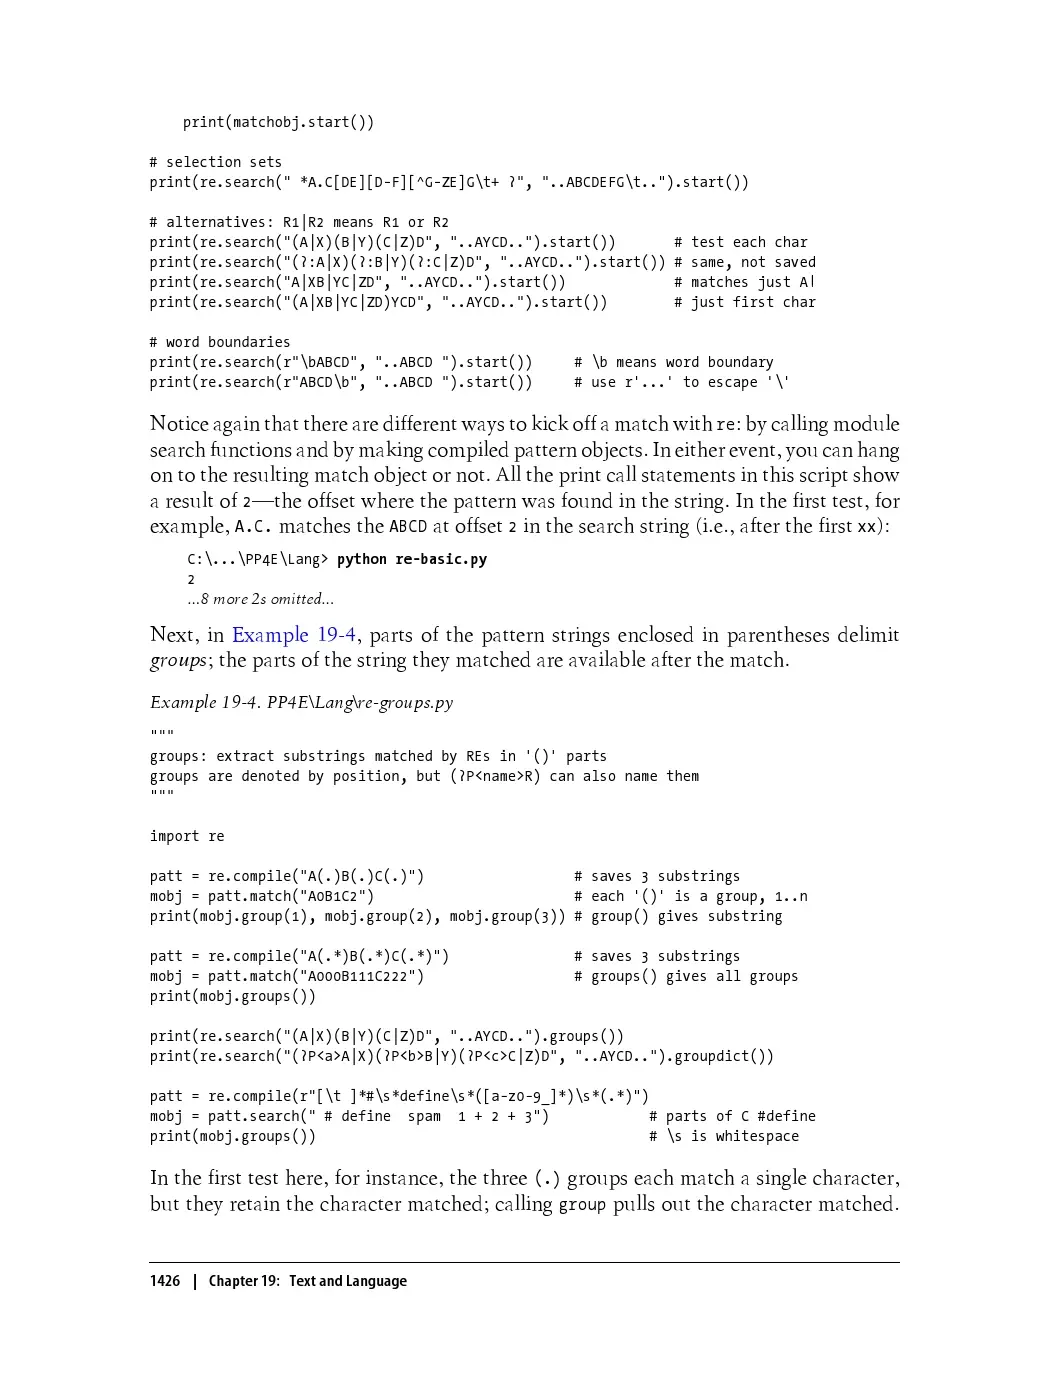 print(matchobj.start())
# selection sets
print(re.search(" *A.C[DE][D-F][^G-ZE]G\t+ ?", "..ABCDEFG\t..").start())
# alternatives: R1|R2 means R1 or R2
print(re.search("(A|X)(B|Y)(C|Z)D", "..AYCD..").start()) # test each char
print(re.search("(?:A|X)(?:B|Y)(?:C|Z)D", "..AYCD..").start()) # same, not saved
print(re.search("A|XB|YC|ZD", "..AYCD..").start()) # matches just A!
print(re.search("(A|XB|YC|ZD)YCD", "..AYCD..").start()) # just first char
# word boundaries
print(re.search(r"\bABCD", "..ABCD ").start()) # \b means word boundary
print(re.search(r"ABCD\b", "..ABCD ").start()) # use r'...' to escape '\'
Notice again that there are different ways to kick off a match with re: by calling module
search functions and by making compiled pattern objects. In either event, you can hang
on to the resulting match object or not. All the print call statements in this script show
a result of 2—the offset where the pattern was found in the string. In the first test, for
example, A.C. matches the ABCD at offset 2 in the search string (i.e., after the first xx):
C:\...\PP4E\Lang> python re-basic.py
2
...8 more 2s omitted...
Next, in Example 19-4, parts of the pattern strings enclosed in parentheses delimit
groups; the parts of the string they matched are available after the match.
Example 19-4. PP4E\Lang\re-groups.py
"""
groups: extract substrings matched by REs in '()' parts
groups are denoted by position, but (?P<name>R) can also name them
"""
import re
patt = re.compile("A(.)B(.)C(.)") # saves 3 substrings
mobj = patt.match("A0B1C2") # each '()' is a group, 1..n
print(mobj.group(1), mobj.group(2), mobj.group(3)) # group() gives substring
patt = re.compile("A(.*)B(.*)C(.*)") # saves 3 substrings
mobj = patt.match("A000B111C222") # groups() gives all groups
print(mobj.groups())
print(re.search("(A|X)(B|Y)(C|Z)D", "..AYCD..").groups())
print(re.search("(?P<a>A|X)(?P<b>B|Y)(?P<c>C|Z)D", "..AYCD..").groupdict())
patt = re.compile(r"[\t ]*#\s*define\s*([a-z0-9_]*)\s*(.*)")
mobj = patt.search(" # define  spam  1 + 2 + 3") # parts of C #define
print(mobj.groups()) # \s is whitespace
In the first test here, for instance, the three (.) groups each match a single character,
but they retain the character matched; calling group pulls out the character matched.
1426 | Chapter 19: Text and Language